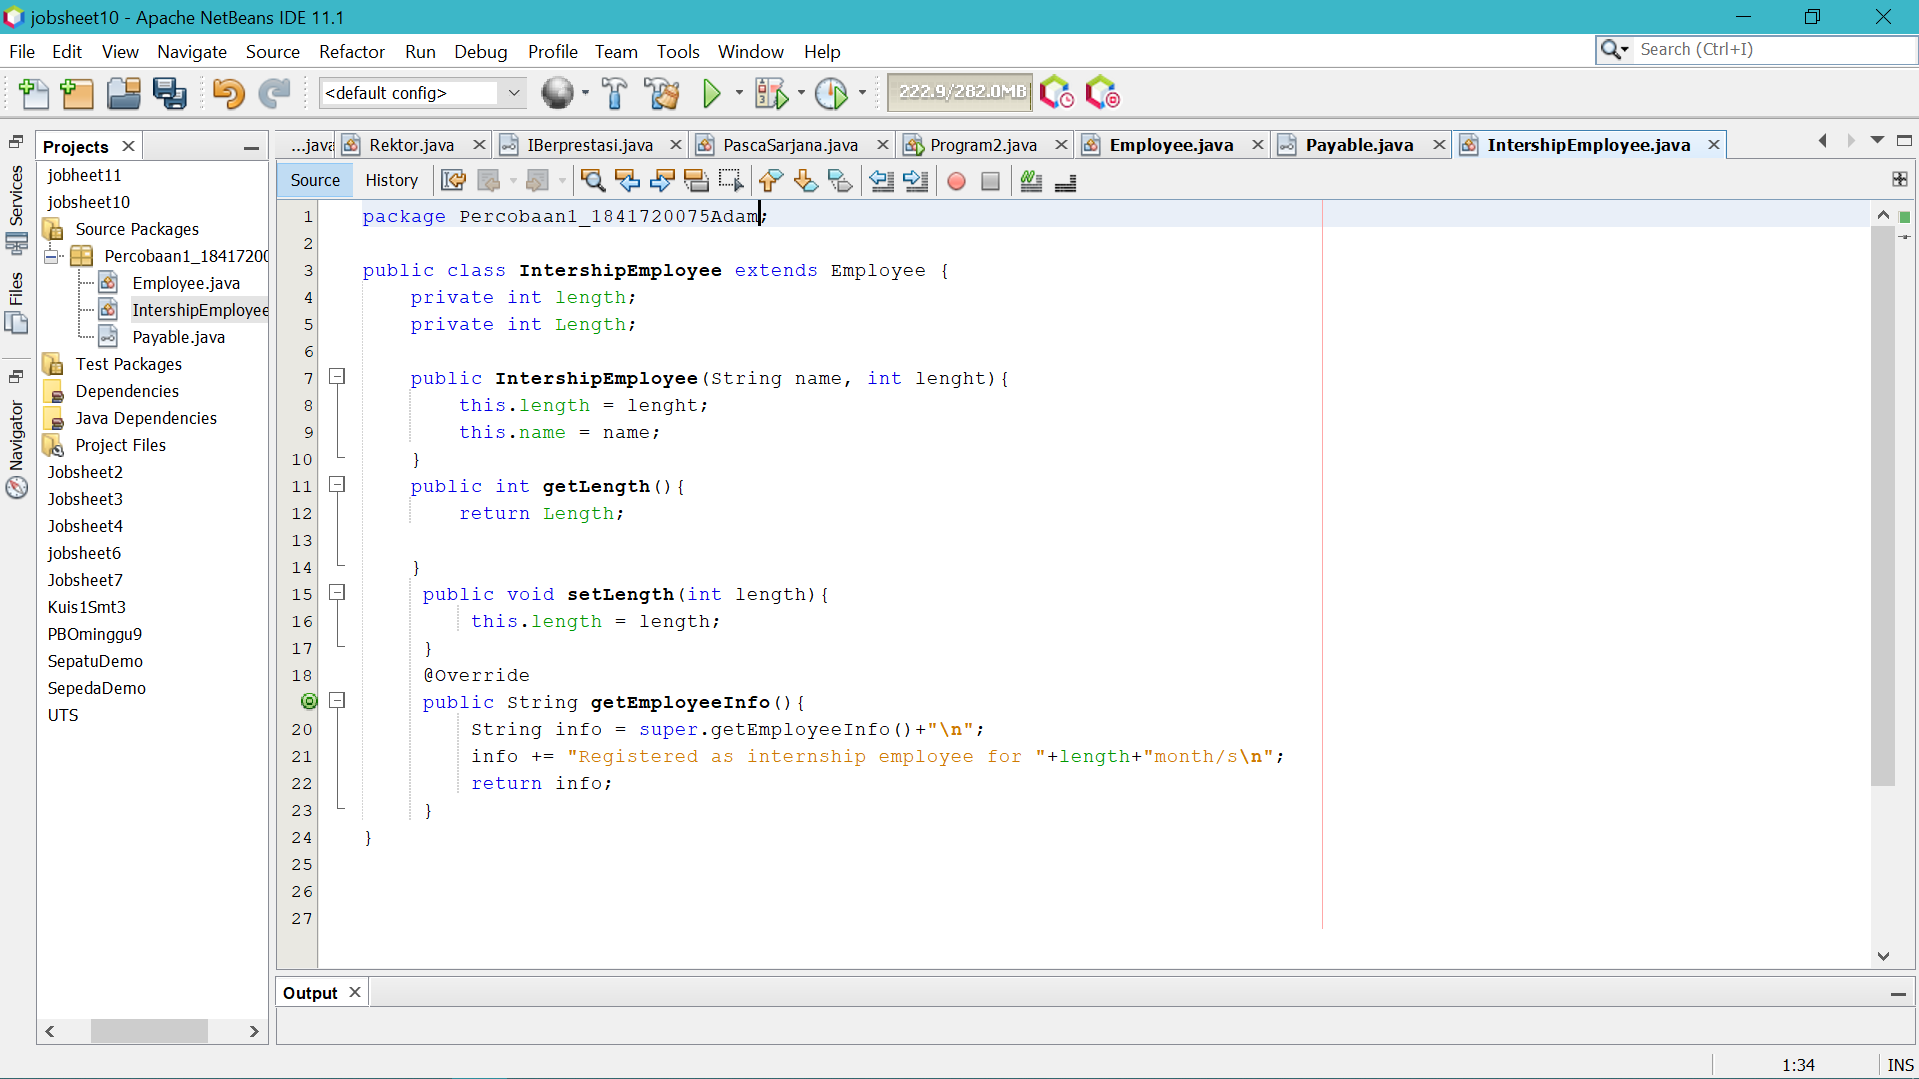 jobsheet10 - Apache NetBeans IDE 11.1
File Edit View Navigate Source Refactor Run Debug Profile Team Tools Window Help
Search (Ctrl+I)
<default config>
222.9/282.0MB
Projects
...java Rektor.java IBerprestasi.java PascaSarjana.java Program2.java Employee.java Payable.java IntershipEmployee.java
Source History
Services
Files
Navigator
jobheet11
jobsheet10
Source Packages
Percobaan1_18417200
Employee.java
IntershipEmployee
Payable.java
Test Packages
Dependencies
Java Dependencies
Project Files
Jobsheet2
Jobsheet3
Jobsheet4
jobsheet6
Jobsheet7
Kuis1Smt3
PBOminggu9
SepatuDemo
SepedaDemo
UTS
1 package Percobaan1_1841720075Adam;
2
3 public class IntershipEmployee extends Employee {
4 private int length;
5 private int Length;
6
7 public IntershipEmployee(String name, int lenght){
8 this.length = lenght;
9 this.name = name;
10 }
11 public int getLength(){
12 return Length;
13
14 }
15 public void setLength(int length){
16 this.length = length;
17 }
18 @Override
public String getEmployeeInfo(){
20 String info = super.getEmployeeInfo()+"\n";
21 info += "Registered as internship employee for "+length+"month/s\n";
22 return info;
23 }
24 }
25
26
27
Output
1:34 INS